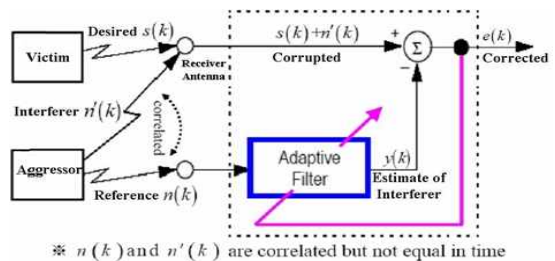 Desired s(k)
s(k)+n′(k)
+
Σ
e(k)
Victim
Receiver
Antenna
Corrupted
−
Corrected
Interferer n′(k)
correlated
Aggressor
Adaptive
Filter
y(k)
Estimate of
Interferer
Reference n(k)
※ n(k) and n′(k) are correlated but not equal in time